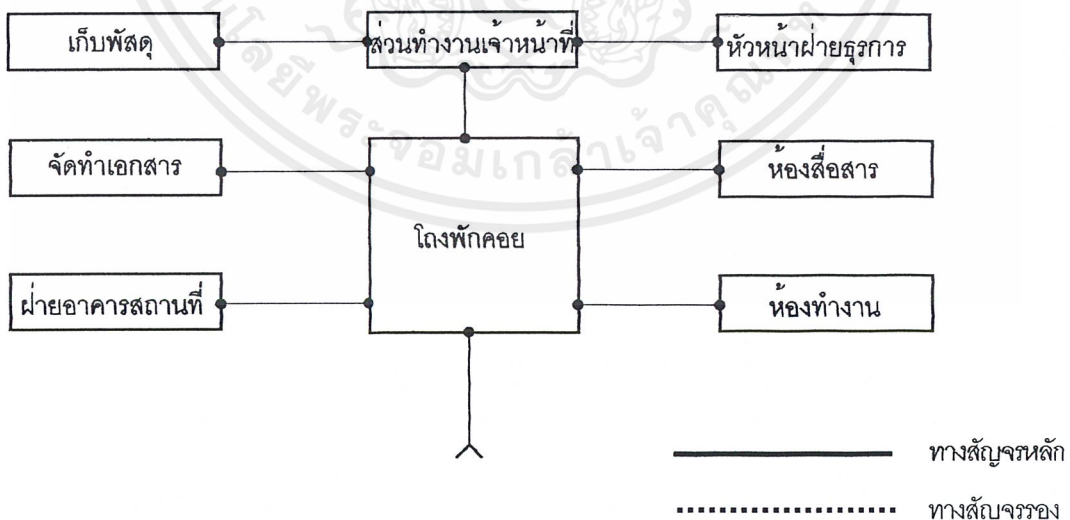 เก็บพัสดุ
ส่วนทำงานเจ้าหน้าที่
หัวหน้าฝ่ายธุรการ
จัดทำเอกสาร
ห้องสื่อสาร
โถงพักคอย
ฝ่ายอาคารสถานที่
ห้องทำงาน
ทางสัญจรหลัก
ทางสัญจรรอง